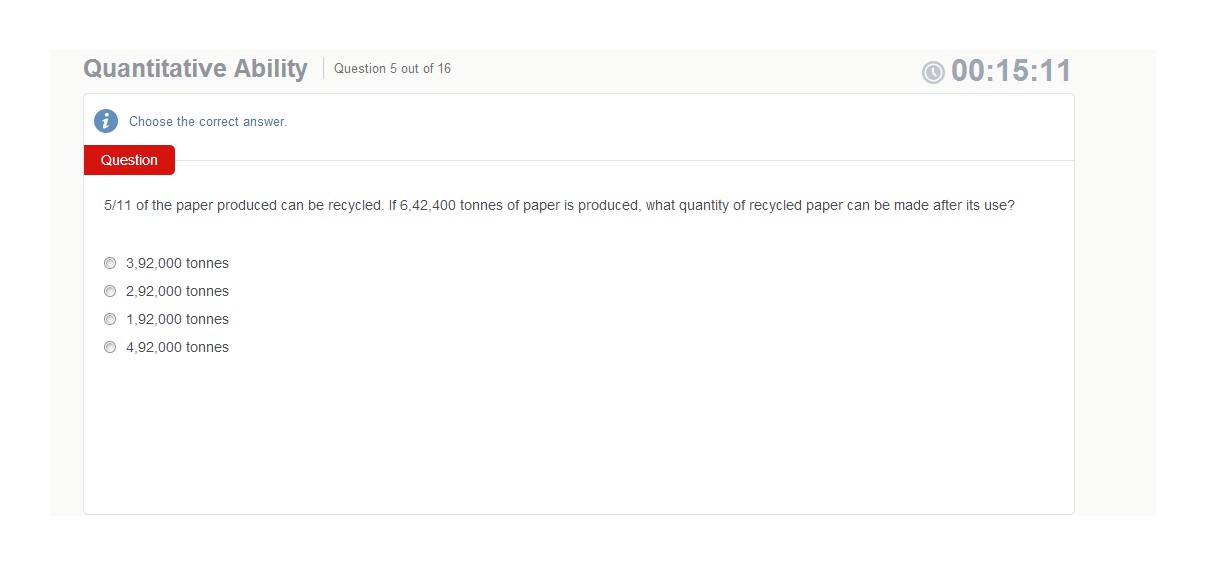 Quantitative Ability Question 5 out of 16 00:15:11
Choose the correct answer.
Question
5/11 of the paper produced can be recycled. If 6,42,400 tonnes of paper is produced, what quantity of recycled paper can be made after its use?
3,92,000 tonnes
2,92,000 tonnes
1,92,000 tonnes
4,92,000 tonnes